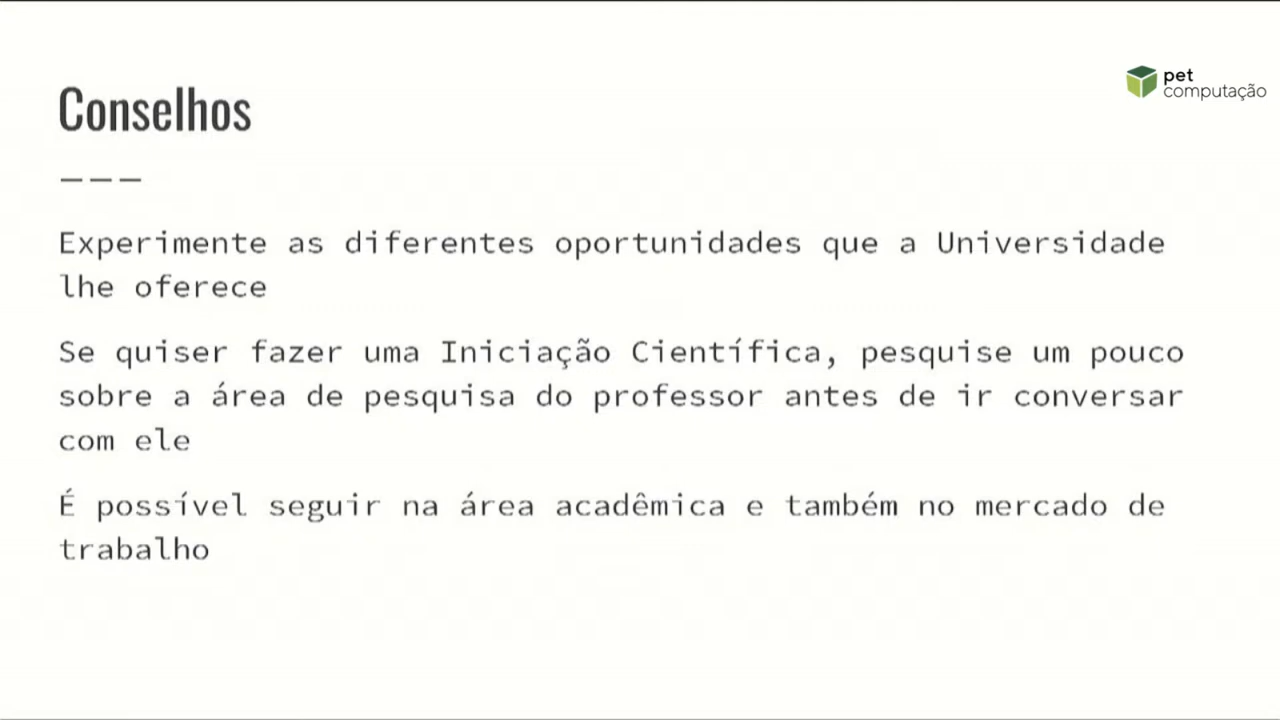 pet
computação
Conselhos
Experimente as diferentes oportunidades que a Universidade
lhe oferece
Se quiser fazer uma Iniciação Científica, pesquise um pouco
sobre a área de pesquisa do professor antes de ir conversar
com ele
É possível seguir na área acadêmica e também no mercado de
trabalho